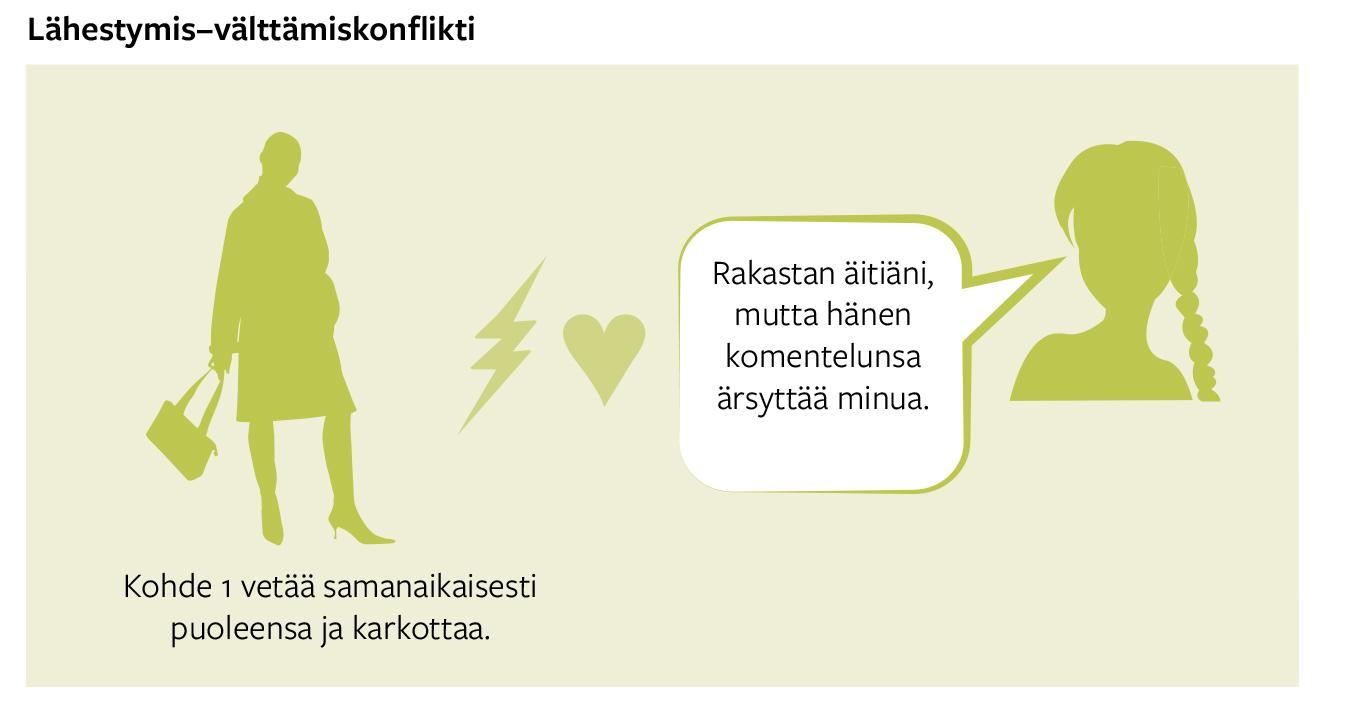 Lähestymis–välttämiskonflikti
Rakastan äitiäni,
mutta hänen
komentelunsa
ärsyttää minua.
Kohde 1 vetää samanaikaisesti
puoleensa ja karkottaa.